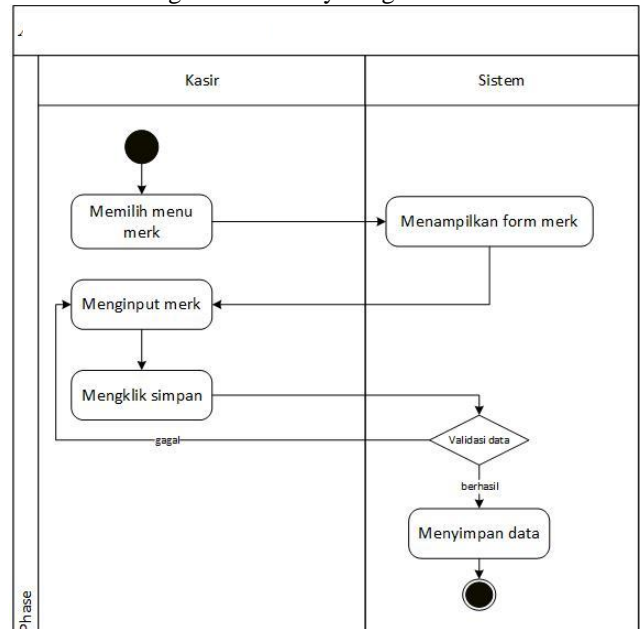 Kasir
Sistem
Memilih menu
merk
Menampilkan form merk
Menginput merk
Mengklik simpan
Validasi data
gagal
berhasil
Menyimpan data
Phase